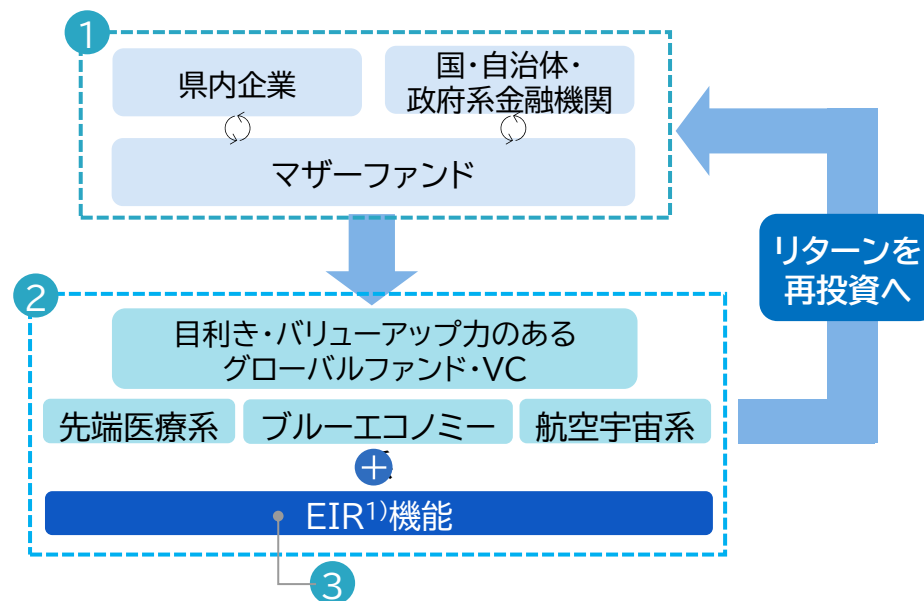 1
県内企業
国・自治体・
政府系金融機関
マザーファンド
リターンを
再投資へ
2
目利き・バリューアップ力のある
グローバルファンド・VC
先端医療系
ブルーエコノミー
航空宇宙系
+
EIR1)機能
3